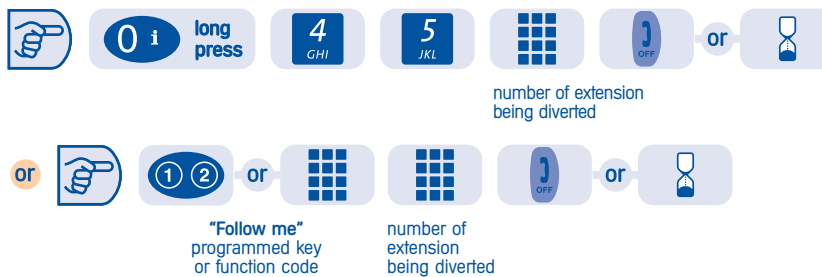 0 i
long
press
4
GHI
5
JKL
OFF
or
number of extension
being diverted
or
1 2
or
OFF
or
"Follow me"
programmed key
or function code
number of
extension
being diverted